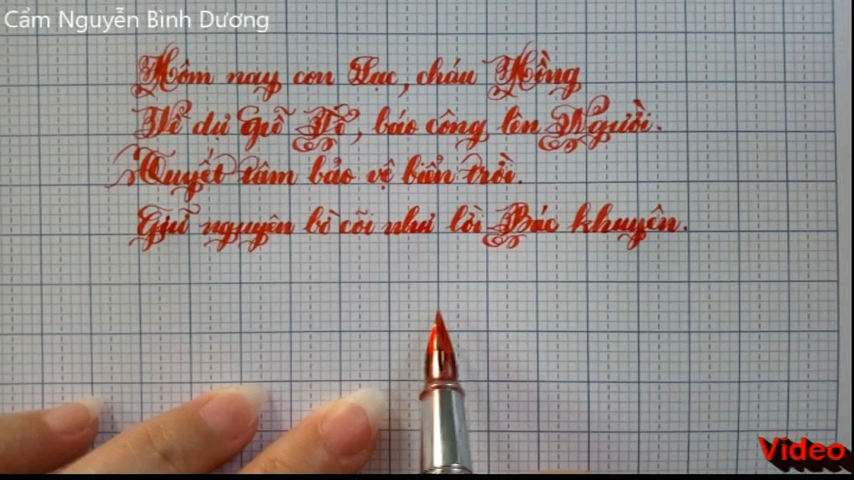 Cẩm Nguyễn Bình Dương
Hôm nay con Lạc, cháu Hồng
Về dự giỗ Tổ, báo công lên Người.
Quyết tâm bảo vệ biển trời.
Giữ nguyên bờ cõi như lời Bác khuyên.
Video